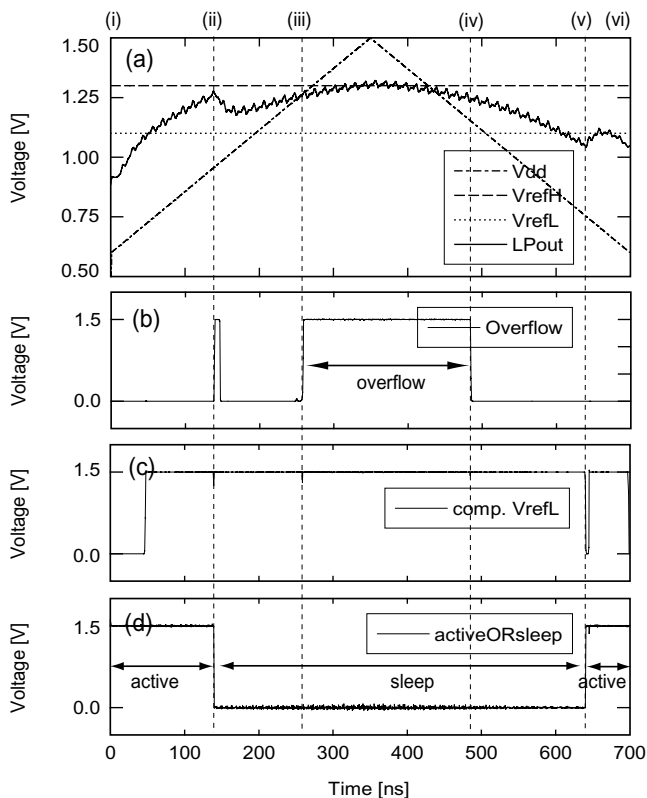 (i) (ii) (iii) (iv) (v) (vi)
1.50
(a)
1.25
1.00
0.75
0.50
Voltage [V]
Vdd
VrefH
VrefL
LPout
(b)
1.5
0.0
Voltage [V]
Overflow
overflow
(c)
1.5
0.0
Voltage [V]
comp. VrefL
(d)
1.5
0.0
Voltage [V]
activeORsleep
active sleep active
0 100 200 300 400 500 600 700
Time [ns]